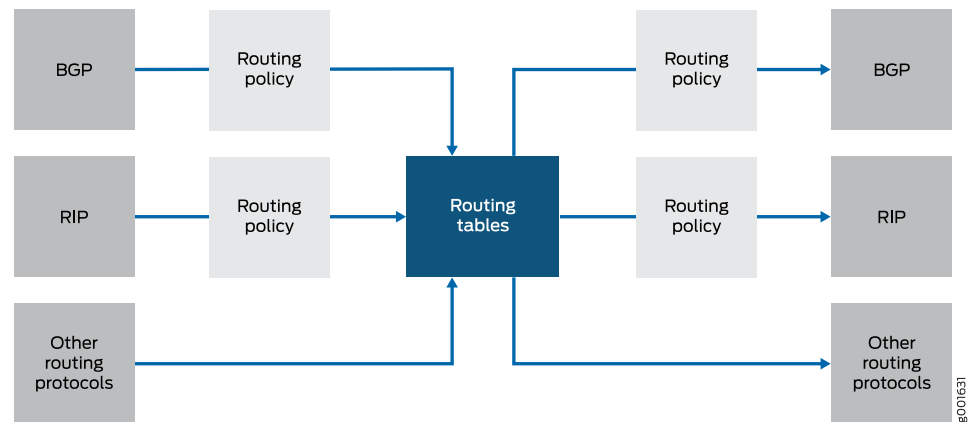 BGP
Routing
policy
Routing
policy
BGP
RIP
Routing
policy
Routing
tables
Routing
policy
RIP
Other
routing
protocols
Other
routing
protocols
g001631